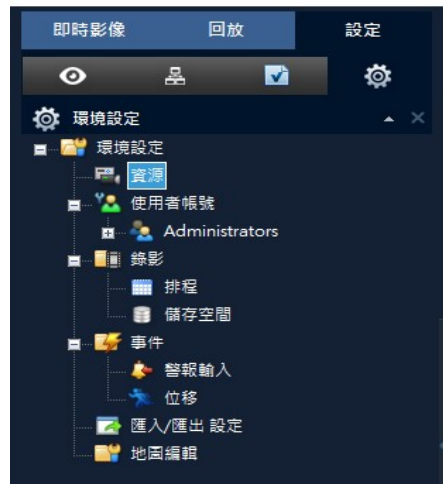 即時影像 回放 設定
環境設定
環境設定
資源
使用者帳號
Administrators
錄影
排程
儲存空間
事件
警報輸入
位移
匯入/匯出 設定
地圖編輯